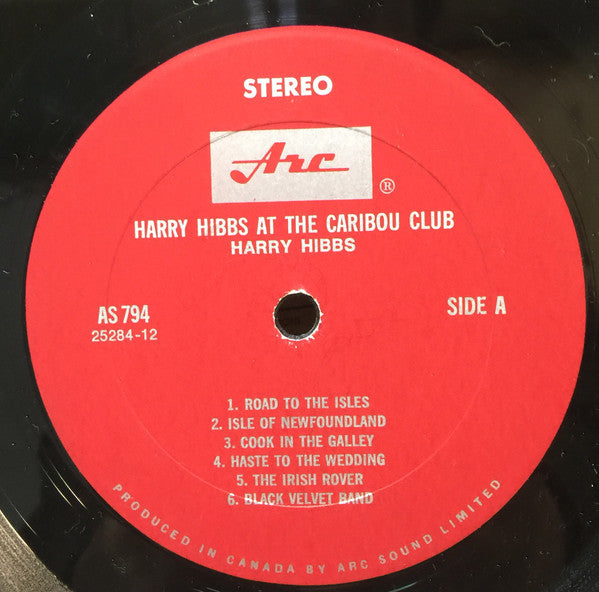 STEREO
Arc
®
HARRY HIBBS AT THE CARIBOU CLUB
HARRY HIBBS
AS 794
25284-12
SIDE A
1. ROAD TO THE ISLES
2. ISLE OF NEWFOUNDLAND
3. COOK IN THE GALLEY
4. HASTE TO THE WEDDING
5. THE IRISH ROVER
6. BLACK VELVET BAND
PRODUCED IN CANADA BY ARC SOUND LIMITED